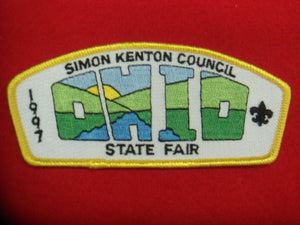 SIMON KENTON COUNCIL
1997
OHIO
STATE FAIR